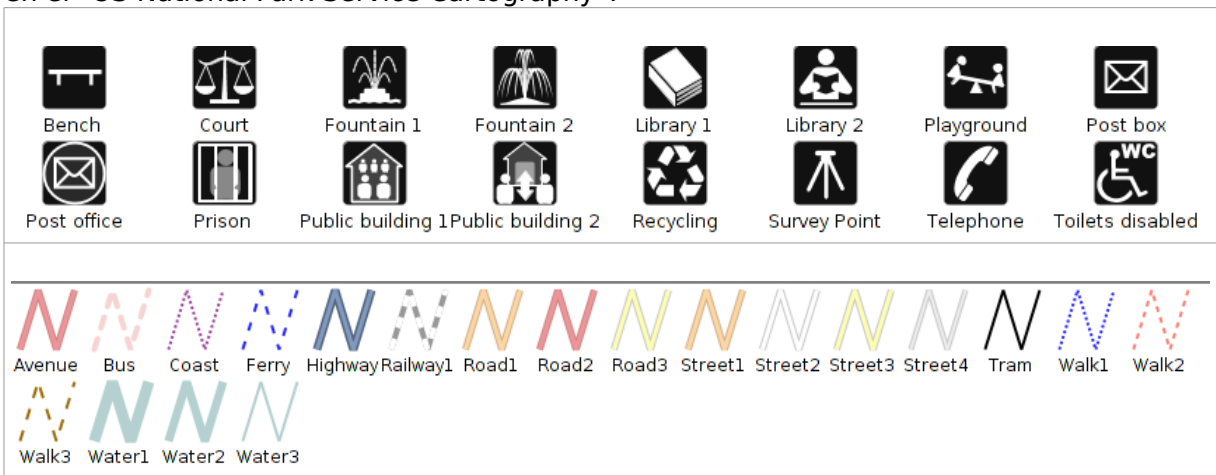 Bench Court Fountain 1 Fountain 2 Library 1 Library 2 Playground Post box
WC
Post office Prison Public building 1 Public building 2 Recycling Survey Point Telephone Toilets disabled
Avenue Bus Coast Ferry Highway Railway1 Road1 Road2 Road3 Street1 Street2 Street3 Street4 Tram Walk1 Walk2
Walk3 Water1 Water2 Water3